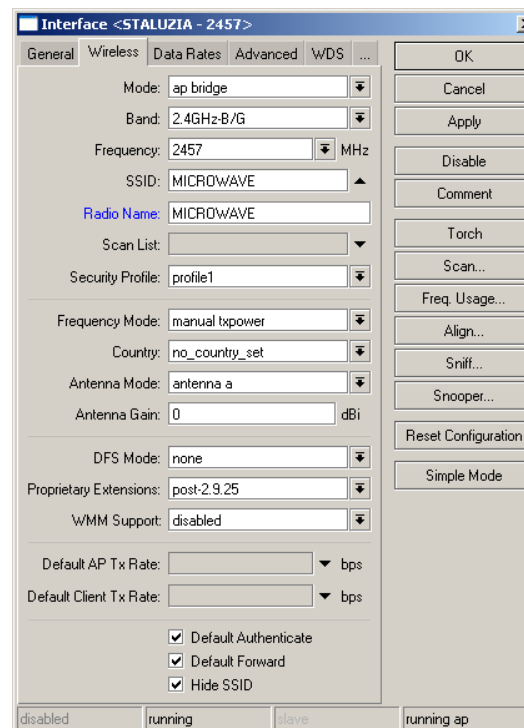 Interface <STALUZIA - 2457>
General Wireless Data Rates Advanced WDS ...
Mode: ap bridge
Band: 2.4GHz-B/G
Frequency: 2457 MHz
SSID: MICROWAVE
Radio Name: MICROWAVE
Scan List:
Security Profile: profile1
Frequency Mode: manual txpower
Country: no_country_set
Antenna Mode: antenna a
Antenna Gain: 0 dBi
DFS Mode: none
Proprietary Extensions: post-2.9.25
WMM Support: disabled
Default AP Tx Rate: bps
Default Client Tx Rate: bps
Default Authenticate
Default Forward
Hide SSID
OK
Cancel
Apply
Disable
Comment
Torch
Scan...
Freq. Usage...
Align...
Sniff...
Snooper...
Reset Configuration
Simple Mode
disabled running slave running ap